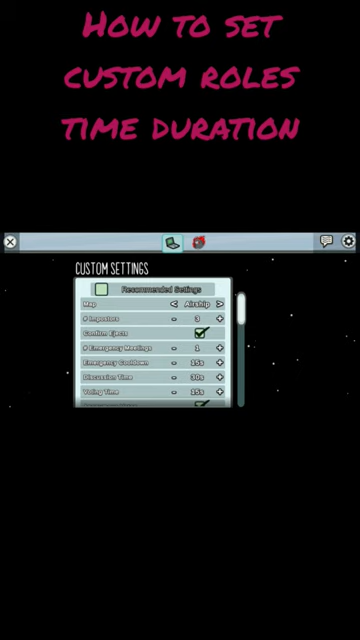 How to set
custom roles
time duration
CUSTOM SETTINGS
Recommended Settings
Map < Airship >
# Impostors - 3 +
Confirm Ejects
# Emergency Meetings - 1 +
Emergency Cooldown - 15s +
Discussion Time - 30s +
Voting Time - 15s +